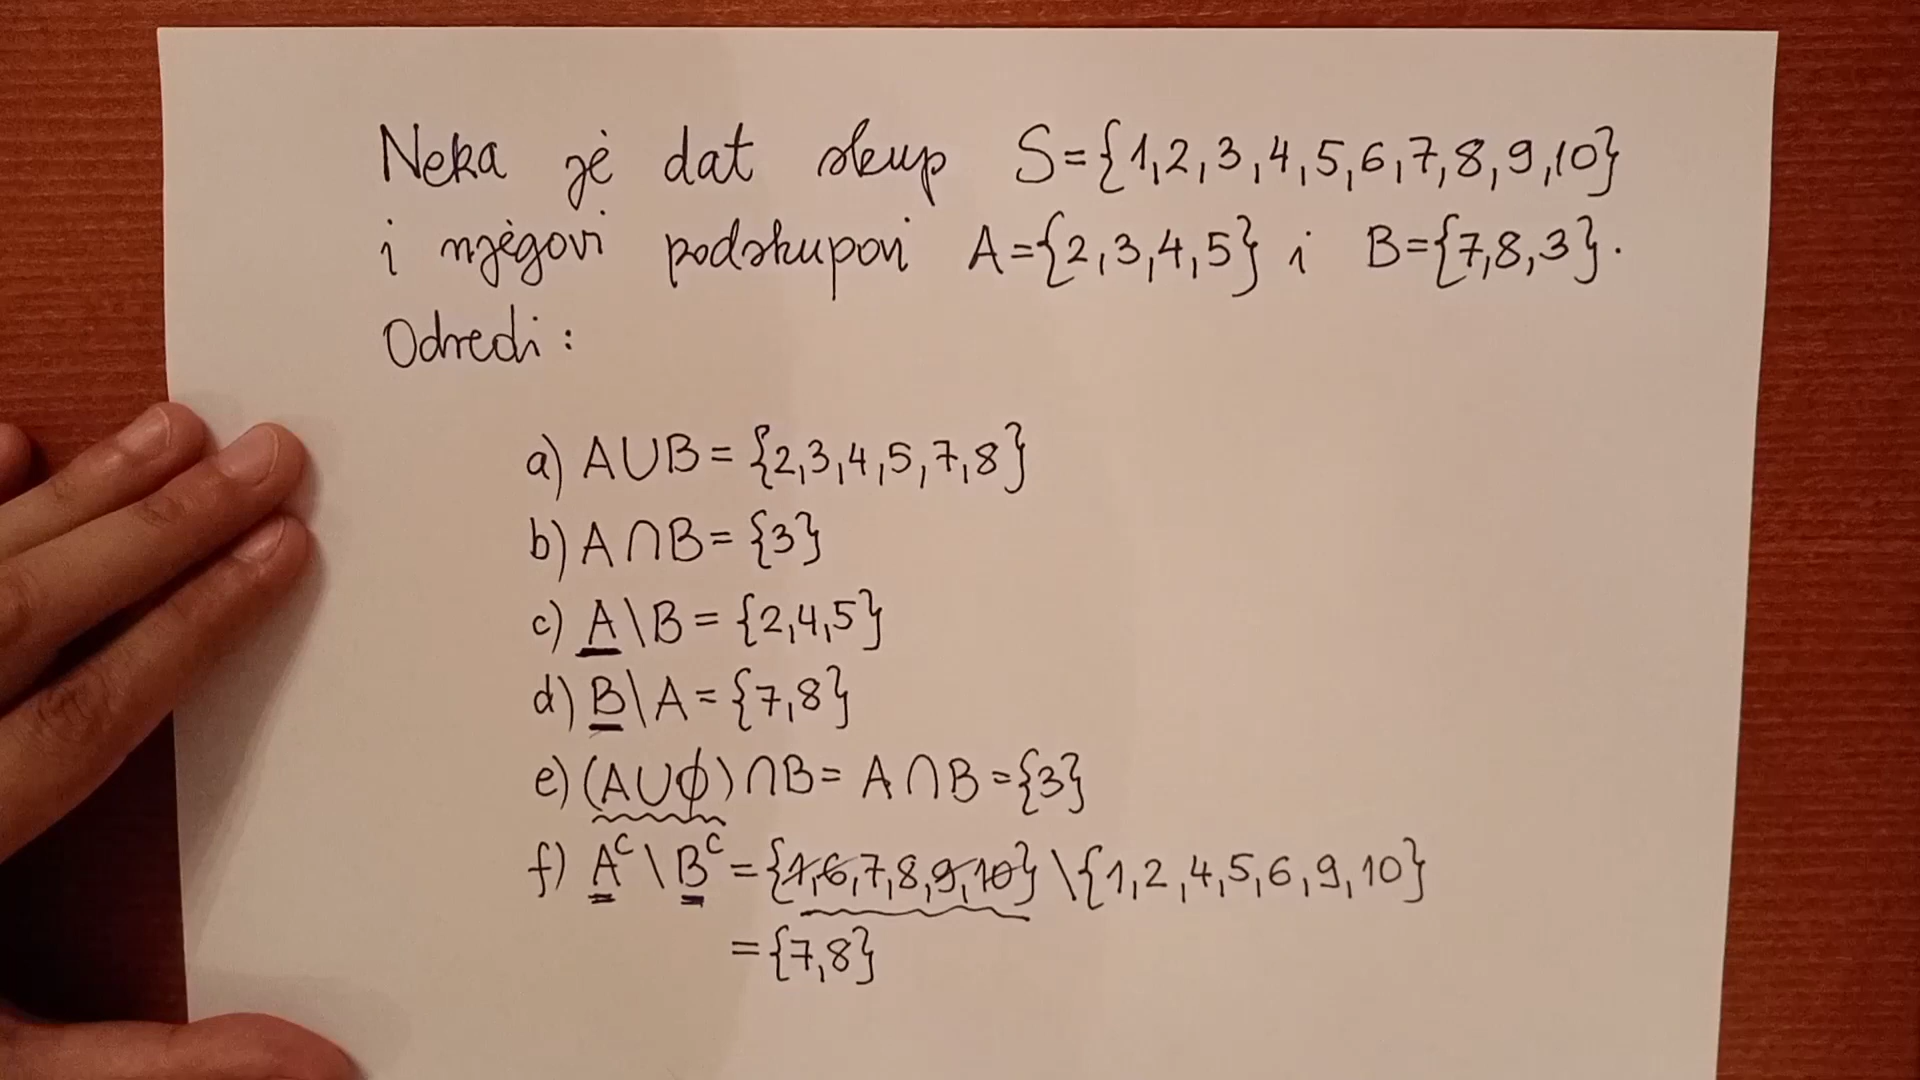 Neka je dat skup S={1,2,3,4,5,6,7,8,9,10}
i njegovi podskupovi A={2,3,4,5} i B={7,8,3}.
Odredi:
a) A∪B={2,3,4,5,7,8}
b) A∩B={3}
c) A\B={2,4,5}
d) B\A={7,8}
e) (A∪ϕ)∩B=A∩B={3}
f) Aᶜ\Bᶜ={1,6,7,8,9,10}\{1,2,4,5,6,9,10}
={7,8}